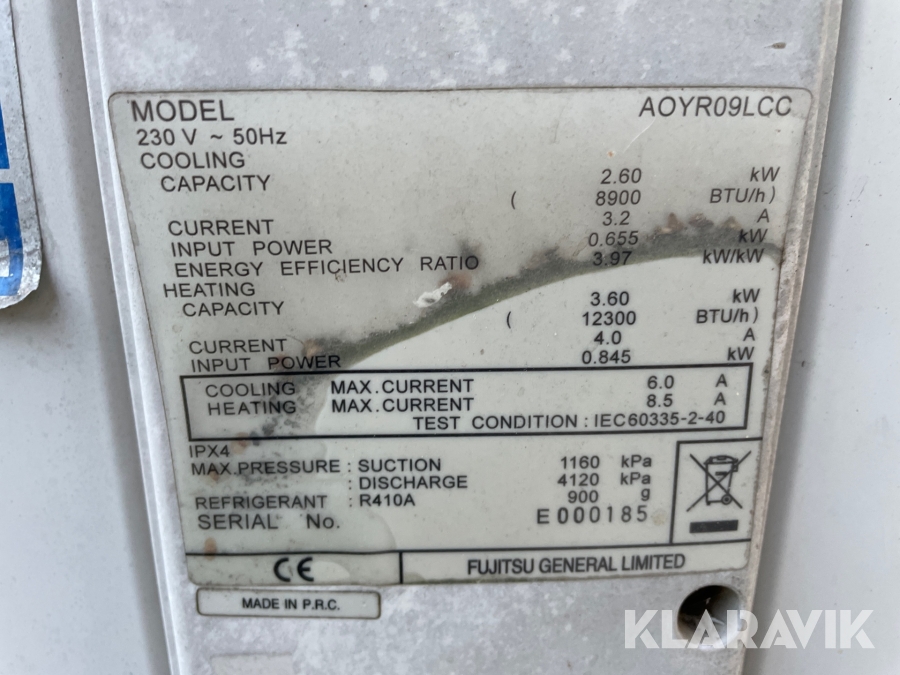 MODEL AOYR09LCC
230 V ~ 50Hz
COOLING
CAPACITY 2.60 kW
( 8900 BTU/h )
CURRENT 3.2 A
INPUT POWER 0.655 kW
ENERGY EFFICIENCY RATIO 3.97 kW/kW
HEATING
CAPACITY 3.60 kW
( 12300 BTU/h )
CURRENT 4.0 A
INPUT POWER 0.845 kW
COOLING MAX.CURRENT 6.0 A
HEATING MAX.CURRENT 8.5 A
TEST CONDITION : IEC60335-2-40
IPX4
MAX.PRESSURE : SUCTION 1160 kPa
: DISCHARGE 4120 kPa
REFRIGERANT : R410A 900 g
SERIAL No. E000185
CE FUJITSU GENERAL LIMITED
MADE IN P.R.C.
KLARAVIK